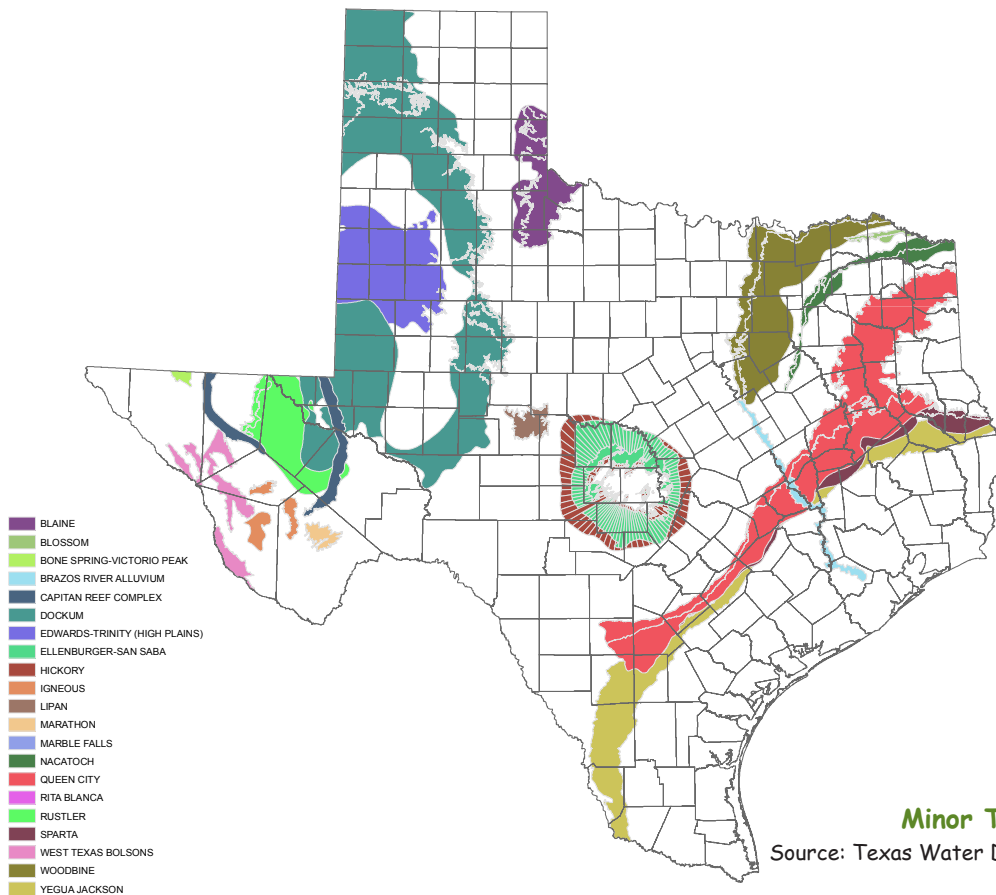 BLAINE
BLOSSOM
BONE SPRING-VICTORIO PEAK
BRAZOS RIVER ALLUVIUM
CAPITAN REEF COMPLEX
DOCKUM
EDWARDS-TRINITY (HIGH PLAINS)
ELLENBURGER-SAN SABA
HICKORY
IGNEOUS
LIPAN
MARATHON
MARBLE FALLS
NACATOCH
QUEEN CITY
RITA BLANCA
RUSTLER
SPARTA
WEST TEXAS BOLSONS
WOODBINE
YEGUA JACKSON
Minor T
Source: Texas Water D